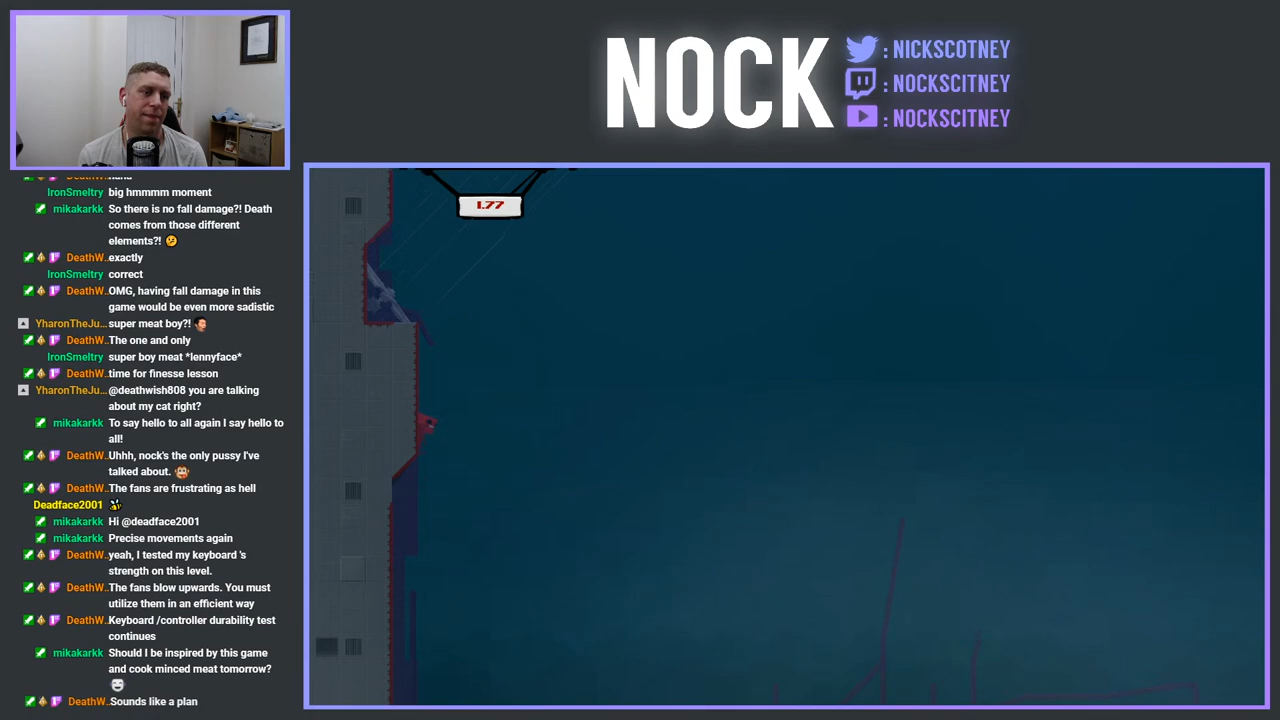 NOCK
: NICKSCOTNEY
: NOCKSCITNEY
: NOCKSCITNEY
1.77
IronSmeltry big hmmmm moment
mikakarkk So there is no fall damage?! Death
comes from those different
elements?! 🤔
DeathW..exactly
IronSmeltry correct
DeathW..OMG, having fall damage in this
game would be even more sadistic
YharonTheJu... super meat boy?!
DeathW..The one and only
IronSmeltry super boy meat *lennyface*
DeathW..time for finesse lesson
YharonTheJu... @deathwish808 you are talking
about my cat right?
mikakarkk To say hello to all again I say hello to
all!
DeathW..Uhhh, nock's the only pussy I've
talked about. 🐵
DeathW..The fans are frustrating as hell
Deadface2001 🐝
mikakarkk Hi @deadface2001
mikakarkk Precise movements again
DeathW..yeah, I tested my keyboard 's
strength on this level.
DeathW..The fans blow upwards. You must
utilize them in an efficient way
DeathW..Keyboard /controller durability test
continues
mikakarkk Should I be inspired by this game
and cook minced meat tomorrow?
DeathW..Sounds like a plan